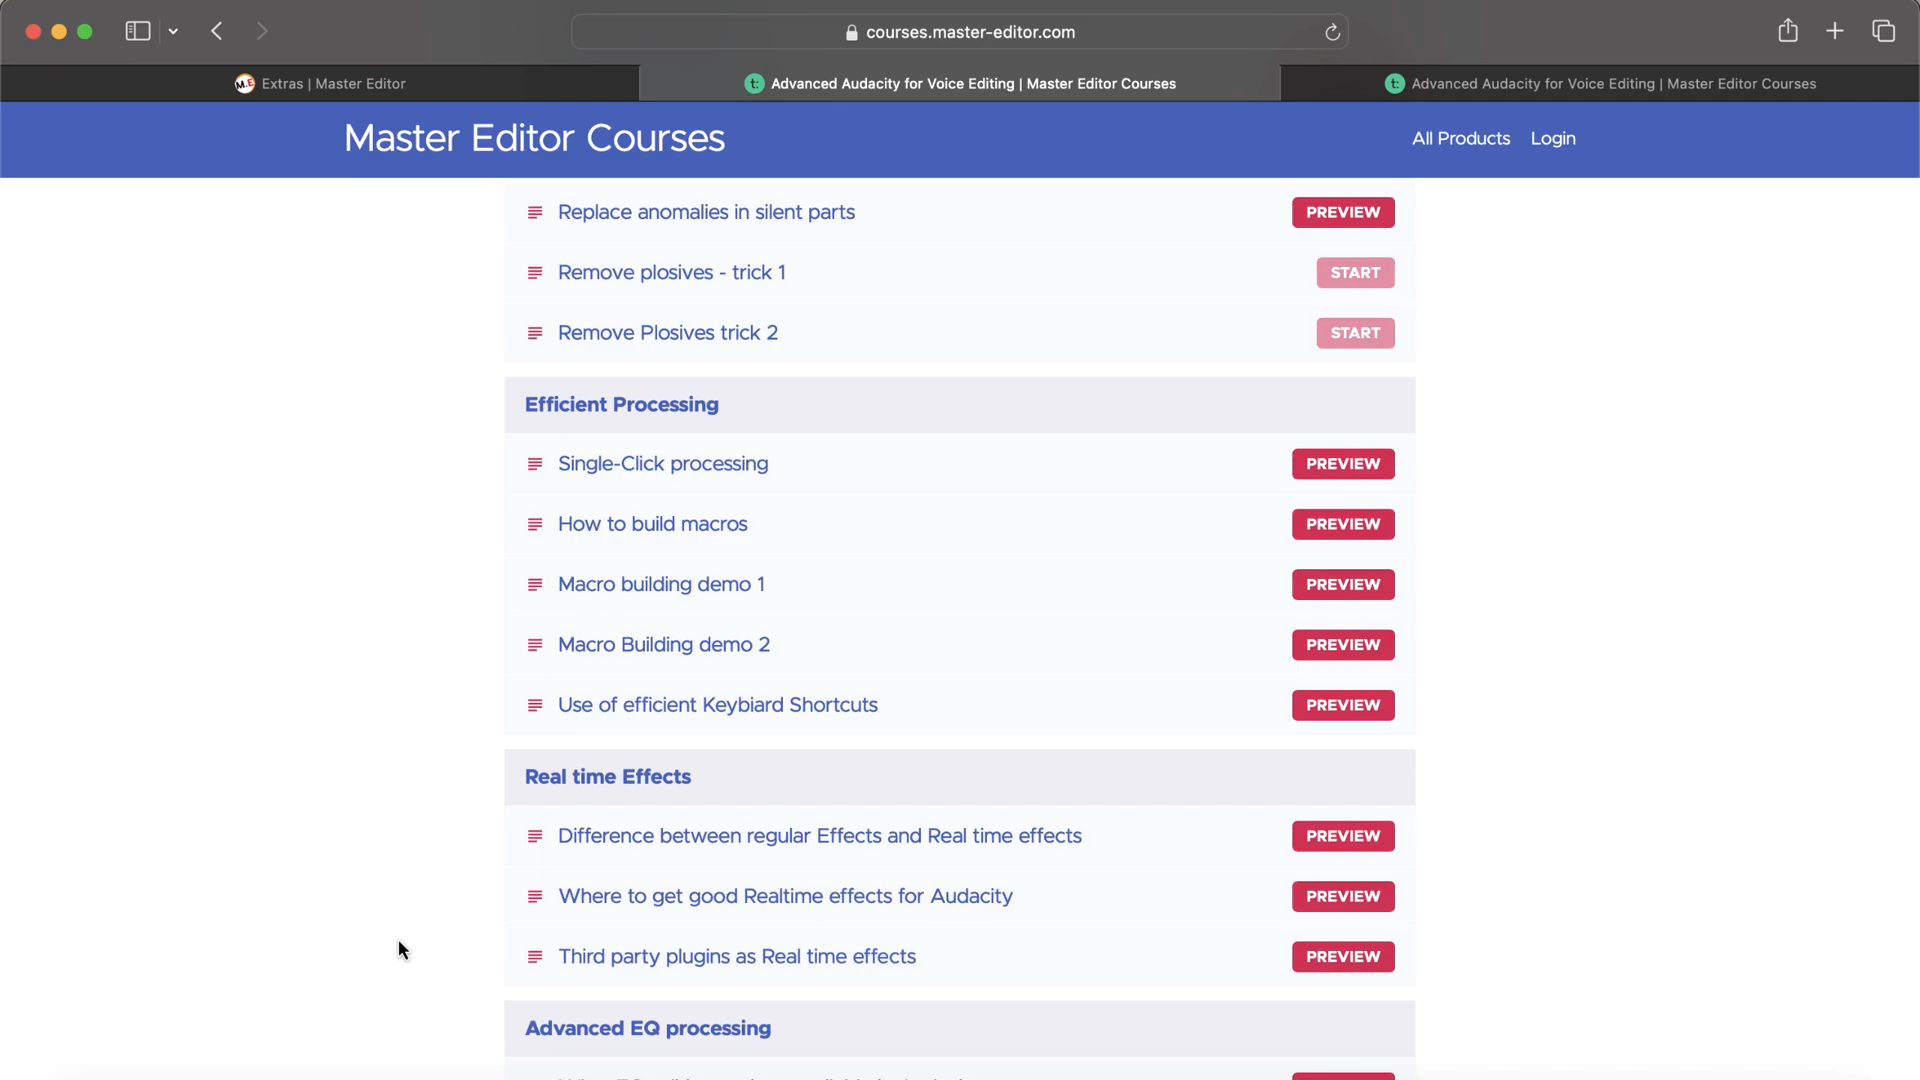 courses.master-editor.com
M.E Extras | Master Editor
t: Advanced Audacity for Voice Editing | Master Editor Courses
t: Advanced Audacity for Voice Editing | Master Editor Courses
Master Editor Courses
All Products Login
Replace anomalies in silent parts PREVIEW
Remove plosives - trick 1 START
Remove Plosives trick 2 START
Efficient Processing
Single-Click processing PREVIEW
How to build macros PREVIEW
Macro building demo 1 PREVIEW
Macro Building demo 2 PREVIEW
Use of efficient Keybiard Shortcuts PREVIEW
Real time Effects
Difference between regular Effects and Real time effects PREVIEW
Where to get good Realtime effects for Audacity PREVIEW
Third party plugins as Real time effects PREVIEW
Advanced EQ processing